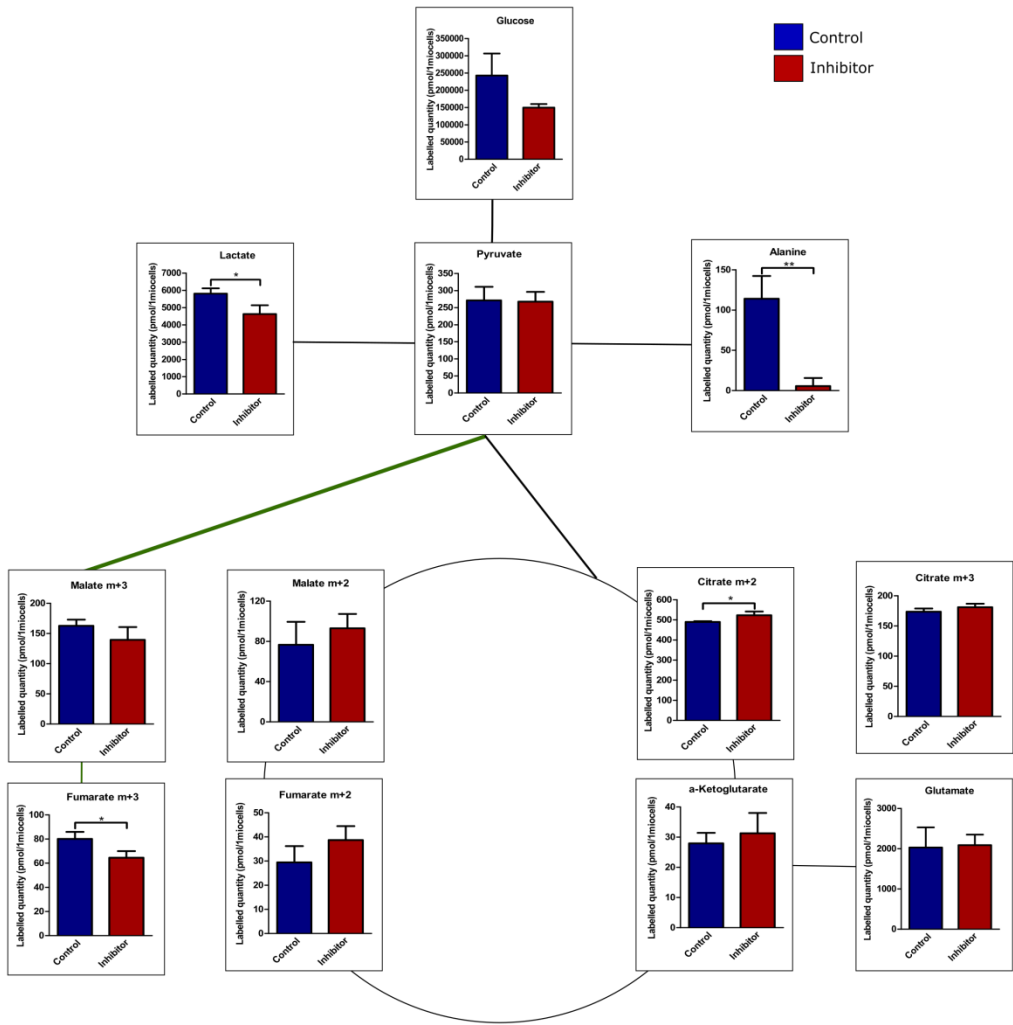 Glucose
Labelled quantity (pmol/1miocells)
350000
300000
250000
200000
150000
100000
50000
0
Control
Inhibitor
Control
Inhibitor
Lactate
Labelled quantity (pmol/1miocells)
7000
6000
5000
4000
3000
2000
1000
0
*
Control
Inhibitor
Pyruvate
Labelled quantity (pmol/1miocells)
350
300
250
200
150
100
50
0
Control
Inhibitor
Alanine
Labelled quantity (pmol/1miocells)
150
100
50
0
**
Control
Inhibitor
Malate m+3
Labelled quantity (pmol/1miocells)
200
150
100
50
0
Control
Inhibitor
Malate m+2
Labelled quantity (pmol/1miocells)
120
80
40
0
Control
Inhibitor
Citrate m+2
Labelled quantity (pmol/1miocells)
600
500
400
300
200
100
0
*
Control
Inhibitor
Citrate m+3
Labelled quantity (pmol/1miocells)
200
150
100
50
0
Control
Inhibitor
Fumarate m+3
Labelled quantity (pmol/1miocells)
100
80
60
40
20
0
*
Control
Inhibitor
Fumarate m+2
Labelled quantity (pmol/1miocells)
50
40
30
20
10
0
Control
Inhibitor
a-Ketoglutarate
Labelled quantity (pmol/1miocells)
40
30
20
10
0
Control
Inhibitor
Glutamate
Labelled quantity (pmol/1miocells)
3000
2000
1000
0
Control
Inhibitor